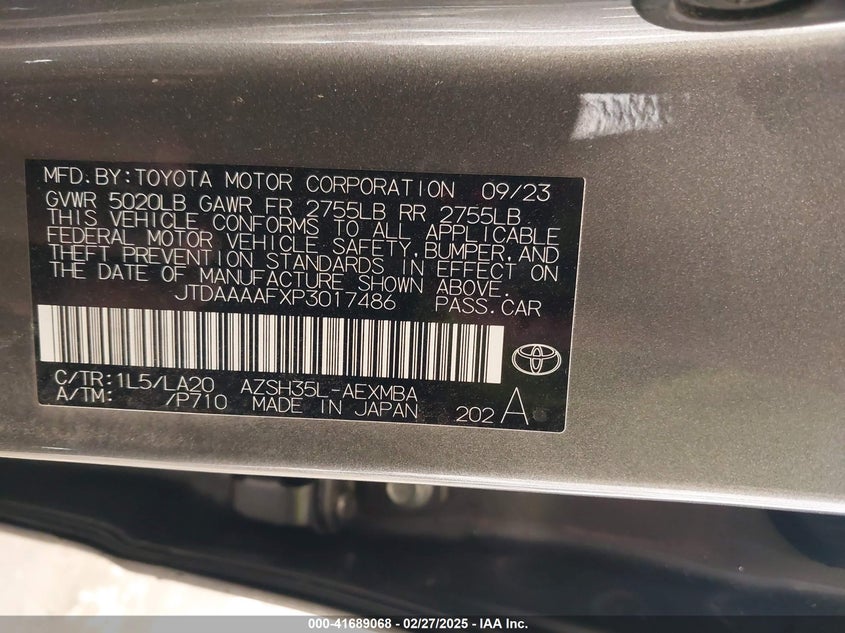 MFD.BY:TOYOTA MOTOR CORPORATION 09/23
GVWR 5020LB GAWR FR 2755LB RR 2755LB
THIS VEHICLE CONFORMS TO ALL APPLICABLE
FEDERAL MOTOR VEHICLE SAFETY,BUMPER,AND
THEFT PREVENTION STANDARDS IN EFFECT ON
THE DATE OF MANUFACTURE SHOWN ABOVE.
JTDAAAAFXP3017486 PASS.CAR
C/TR:1L5/LA20 AZSH35L-AEXMBA
A/TM: /P710 MADE IN JAPAN 202 A
000-41689068 - 02/27/2025 - IAA Inc.